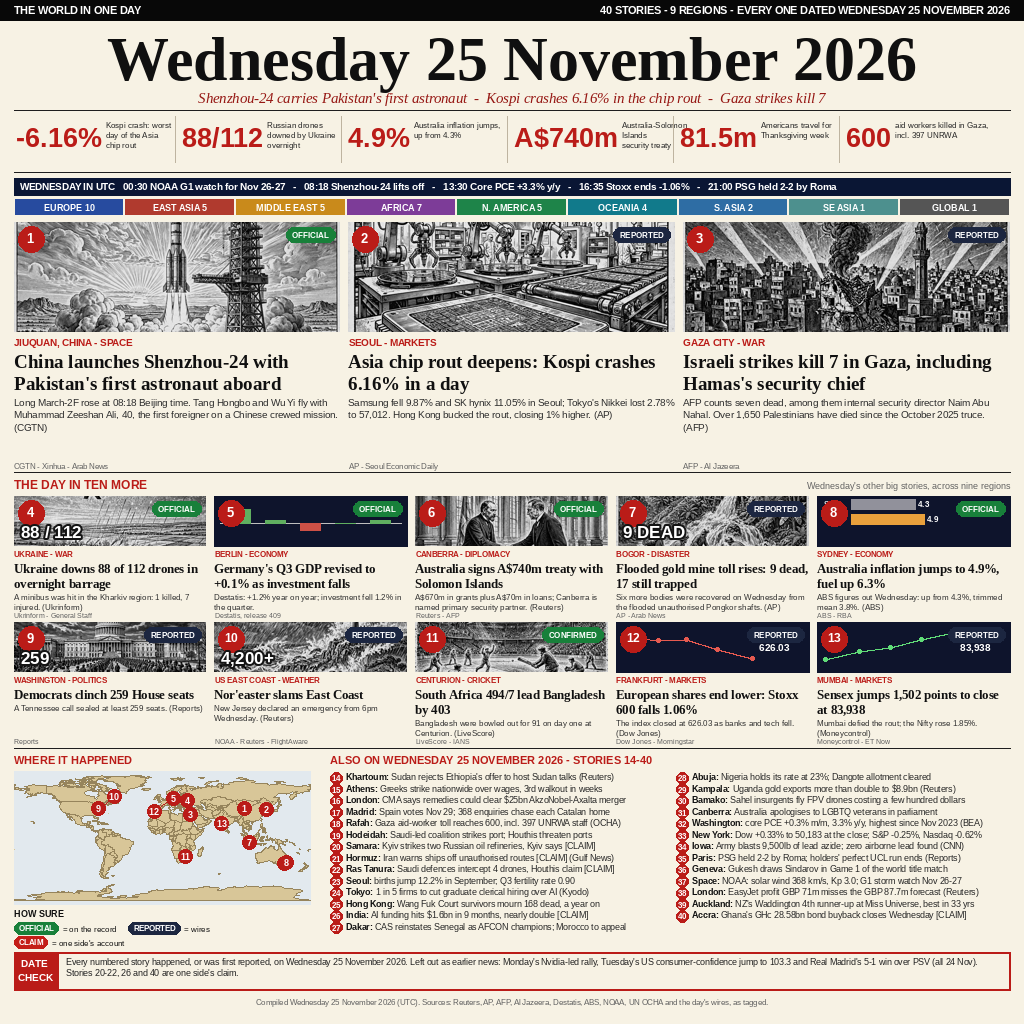 THE WORLD IN ONE DAY
40 STORIES - 9 REGIONS - EVERY ONE DATED WEDNESDAY 25 NOVEMBER 2026
Wednesday 25 November 2026
Shenzhou-24 carries Pakistan's first astronaut - Kospi crashes 6.16% in the chip rout - Gaza strikes kill 7
-6.16%
Kospi crash: worst
day of the Asia
chip rout
88/112
Russian drones
downed by Ukraine
overnight
4.9%
Australia inflation jumps,
up from 4.3%
A$740m
Australia-Solomon
Islands
security treaty
81.5m
Americans travel for
Thanksgiving week
600
aid workers killed in Gaza,
incl. 397 UNRWA
WEDNESDAY IN UTC 00:30 NOAA G1 watch for Nov 26-27 - 08:18 Shenzhou-24 lifts off - 13:30 Core PCE +3.3% y/y - 16:35 Stoxx ends -1.06% - 21:00 PSG held 2-2 by Roma
EUROPE 10
EAST ASIA 5
MIDDLE EAST 5
AFRICA 7
N. AMERICA 5
OCEANIA 4
S. ASIA 2
SE ASIA 1
GLOBAL 1
1
OFFICIAL
JIUQUAN, CHINA - SPACE
China launches Shenzhou-24 with
Pakistan's first astronaut aboard
Long March-2F rose at 08:18 Beijing time. Tang Hongbo and Wu Yi fly with
Muhammad Zeeshan Ali, 40, the first foreigner on a Chinese crewed mission.
(CGTN)
CGTN - Xinhua - Arab News
2
REPORTED
SEOUL - MARKETS
Asia chip rout deepens: Kospi crashes
6.16% in a day
Samsung fell 9.87% and SK hynix 11.05% in Seoul; Tokyo's Nikkei lost 2.78%
to 57,012. Hong Kong bucked the rout, closing 1% higher. (AP)
AP - Seoul Economic Daily
3
REPORTED
GAZA CITY - WAR
Israeli strikes kill 7 in Gaza, including
Hamas's security chief
AFP counts seven dead, among them internal security director Naim Abu
Nahal. Over 1,650 Palestinians have died since the October 2025 truce.
(AFP)
AFP - Al Jazeera
THE DAY IN TEN MORE
Wednesday's other big stories, across nine regions
4
OFFICIAL
88 / 112
UKRAINE - WAR
Ukraine downs 88 of 112 drones in
overnight barrage
A minibus was hit in the Kharkiv region: 1 killed, 7
injured. (Ukrinform)
Ukrinform - General Staff
5
OFFICIAL
BERLIN - ECONOMY
Germany's Q3 GDP revised to
+0.1% as investment falls
Destatis: +1.2% year on year; investment fell 1.2% in
the quarter.
Destatis, release 409
6
OFFICIAL
CANBERRA - DIPLOMACY
Australia signs A$740m treaty with
Solomon Islands
A$670m in grants plus A$70m in loans; Canberra is
named primary security partner. (Reuters)
Reuters - AFP
7
REPORTED
9 DEAD
BOGOR - DISASTER
Flooded gold mine toll rises: 9 dead,
17 still trapped
Six more bodies were recovered on Wednesday from
the flooded unauthorised Pongkor shafts. (AP)
AP - Arab News
8
4.3
4.9
OFFICIAL
SYDNEY - ECONOMY
Australia inflation jumps to 4.9%,
fuel up 6.3%
ABS figures out Wednesday: up from 4.3%, trimmed
mean 3.8%. (ABS)
ABS - RBA
9
REPORTED
259
WASHINGTON - POLITICS
Democrats clinch 259 House seats
A Tennessee call sealed at least 259 seats. (Reports)
Reports
10
REPORTED
4,200+
US EAST COAST - WEATHER
Nor'easter slams East Coast
New Jersey declared an emergency from 6pm
Wednesday. (Reuters)
NOAA - Reuters - FlightAware
11
CONFIRMED
CENTURION - CRICKET
South Africa 494/7 lead Bangladesh
by 403
Bangladesh were bowled out for 91 on day one at
Centurion. (LiveScore)
LiveScore - IANS
12
REPORTED
626.03
FRANKFURT - MARKETS
European shares end lower: Stoxx
600 falls 1.06%
The index closed at 626.03 as banks and tech fell.
(Dow Jones)
Dow Jones - Morningstar
13
REPORTED
83,938
MUMBAI - MARKETS
Sensex jumps 1,502 points to close
at 83,938
Mumbai defied the rout; the Nifty rose 1.85%.
(Moneycontrol)
Moneycontrol - ET Now
WHERE IT HAPPENED
10
9
5
4
12
3
13
1
2
7
11
8
HOW SURE
OFFICIAL = on the record
REPORTED = wires
CLAIM = one side's account
ALSO ON WEDNESDAY 25 NOVEMBER 2026 - STORIES 14-40
14 Khartoum: Sudan rejects Ethiopia's offer to host Sudan talks (Reuters)
15 Athens: Greeks strike nationwide over wages, 3rd walkout in weeks
16 London: CMA says remedies could clear $25bn AkzoNobel-Axalta merger
17 Madrid: Spain votes Nov 29; 368 enquiries chase each Catalan home
18 Rafah: Gaza aid-worker toll reaches 600, incl. 397 UNRWA staff (OCHA)
19 Hodeidah: Saudi-led coalition strikes port; Houthis threaten ports
20 Samara: Kyiv strikes two Russian oil refineries, Kyiv says [CLAIM]
21 Hormuz: Iran warns ships off unauthorised routes [CLAIM] (Gulf News)
22 Ras Tanura: Saudi defences intercept 4 drones, Houthis claim [CLAIM]
23 Seoul: births jump 12.2% in September; Q3 fertility rate 0.90
24 Tokyo: 1 in 5 firms to cut graduate clerical hiring over AI (Kyodo)
25 Hong Kong: Wang Fuk Court survivors mourn 168 dead, a year on
26 India: AI funding hits $1.6bn in 9 months, nearly double [CLAIM]
27 Dakar: CAS reinstates Senegal as AFCON champions; Morocco to appeal
28 Abuja: Nigeria holds its rate at 23%; Dangote allotment cleared
29 Kampala: Uganda gold exports more than double to $8.9bn (Reuters)
30 Bamako: Sahel insurgents fly FPV drones costing a few hundred dollars
31 Canberra: Australia apologises to LGBTQ veterans in parliament
32 Washington: core PCE +0.3% m/m, 3.3% y/y, highest since Nov 2023 (BEA)
33 New York: Dow +0.33% to 50,183 at the close; S&P -0.25%, Nasdaq -0.62%
34 Iowa: Army blasts 9,500lb of lead azide; zero airborne lead found (CNN)
35 Paris: PSG held 2-2 by Roma; holders' perfect UCL run ends (Reports)
36 Geneva: Gukesh draws Sindarov in Game 1 of the world title match
37 Space: NOAA: solar wind 368 km/s, Kp 3.0; G1 storm watch Nov 26-27
38 London: EasyJet profit GBP 71m misses the GBP 87.7m forecast (Reuters)
39 Auckland: NZ's Waddington 4th runner-up at Miss Universe, best in 33 yrs
40 Accra: Ghana's GHc 28.58bn bond buyback closes Wednesday [CLAIM]
DATE
CHECK
Every numbered story happened, or was first reported, on Wednesday 25 November 2026. Left out as earlier news: Monday's Nvidia-led rally, Tuesday's US consumer-confidence jump to 103.3 and Real Madrid's 5-1 win over PSV (all 24 Nov).
Stories 20-22, 26 and 40 are one side's claim.
Compiled Wednesday 25 November 2026 (UTC). Sources: Reuters, AP, AFP, Al Jazeera, Destatis, ABS, NOAA, UN OCHA and the day's wires, as tagged.